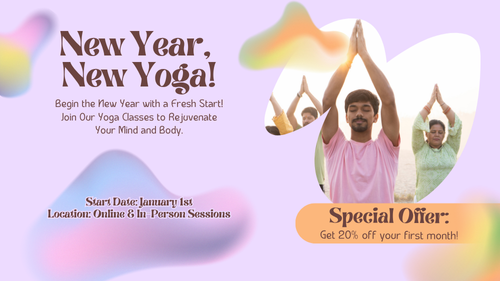 New Year,
New Yoga!
Begin the New Year with a Fresh Start!
Join Our Yoga Classes to Rejuvenate
Your Mind and Body.
Start Date: January 1st
Location: Online & In-Person Sessions
Special Offer:
Get 20% off your first month!